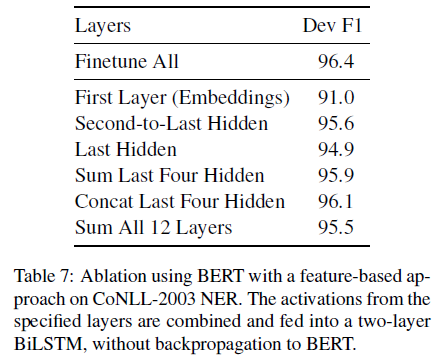 Layers Dev F1
Finetune All 96.4
First Layer (Embeddings) 91.0
Second-to-Last Hidden 95.6
Last Hidden 94.9
Sum Last Four Hidden 95.9
Concat Last Four Hidden 96.1
Sum All 12 Layers 95.5
Table 7: Ablation using BERT with a feature-based ap-
proach on CoNLL-2003 NER. The activations from the
specified layers are combined and fed into a two-layer
BiLSTM, without backpropagation to BERT.